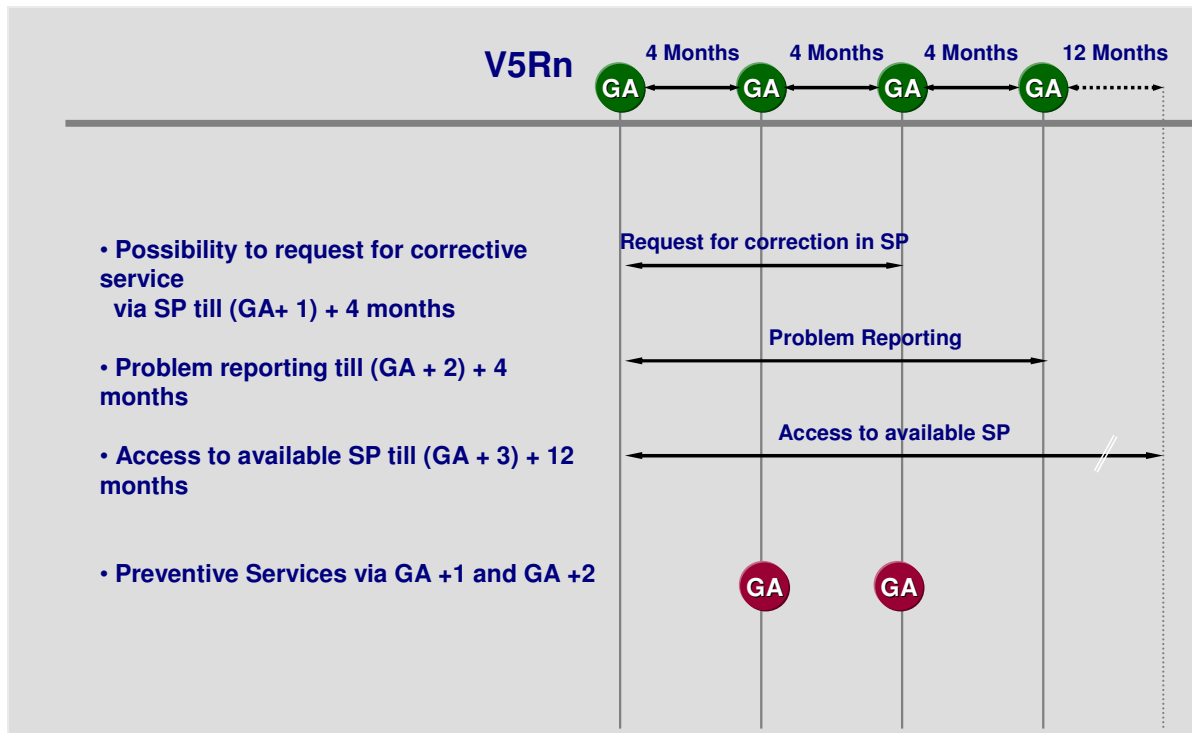 V5Rn
4 Months
4 Months
4 Months
12 Months
GA
GA
GA
GA
• Possibility to request for corrective
service
via SP till (GA+ 1) + 4 months
Request for correction in SP
• Problem reporting till (GA + 2) + 4
months
Problem Reporting
• Access to available SP till (GA + 3) + 12
months
Access to available SP
• Preventive Services via GA +1 and GA +2
GA
GA